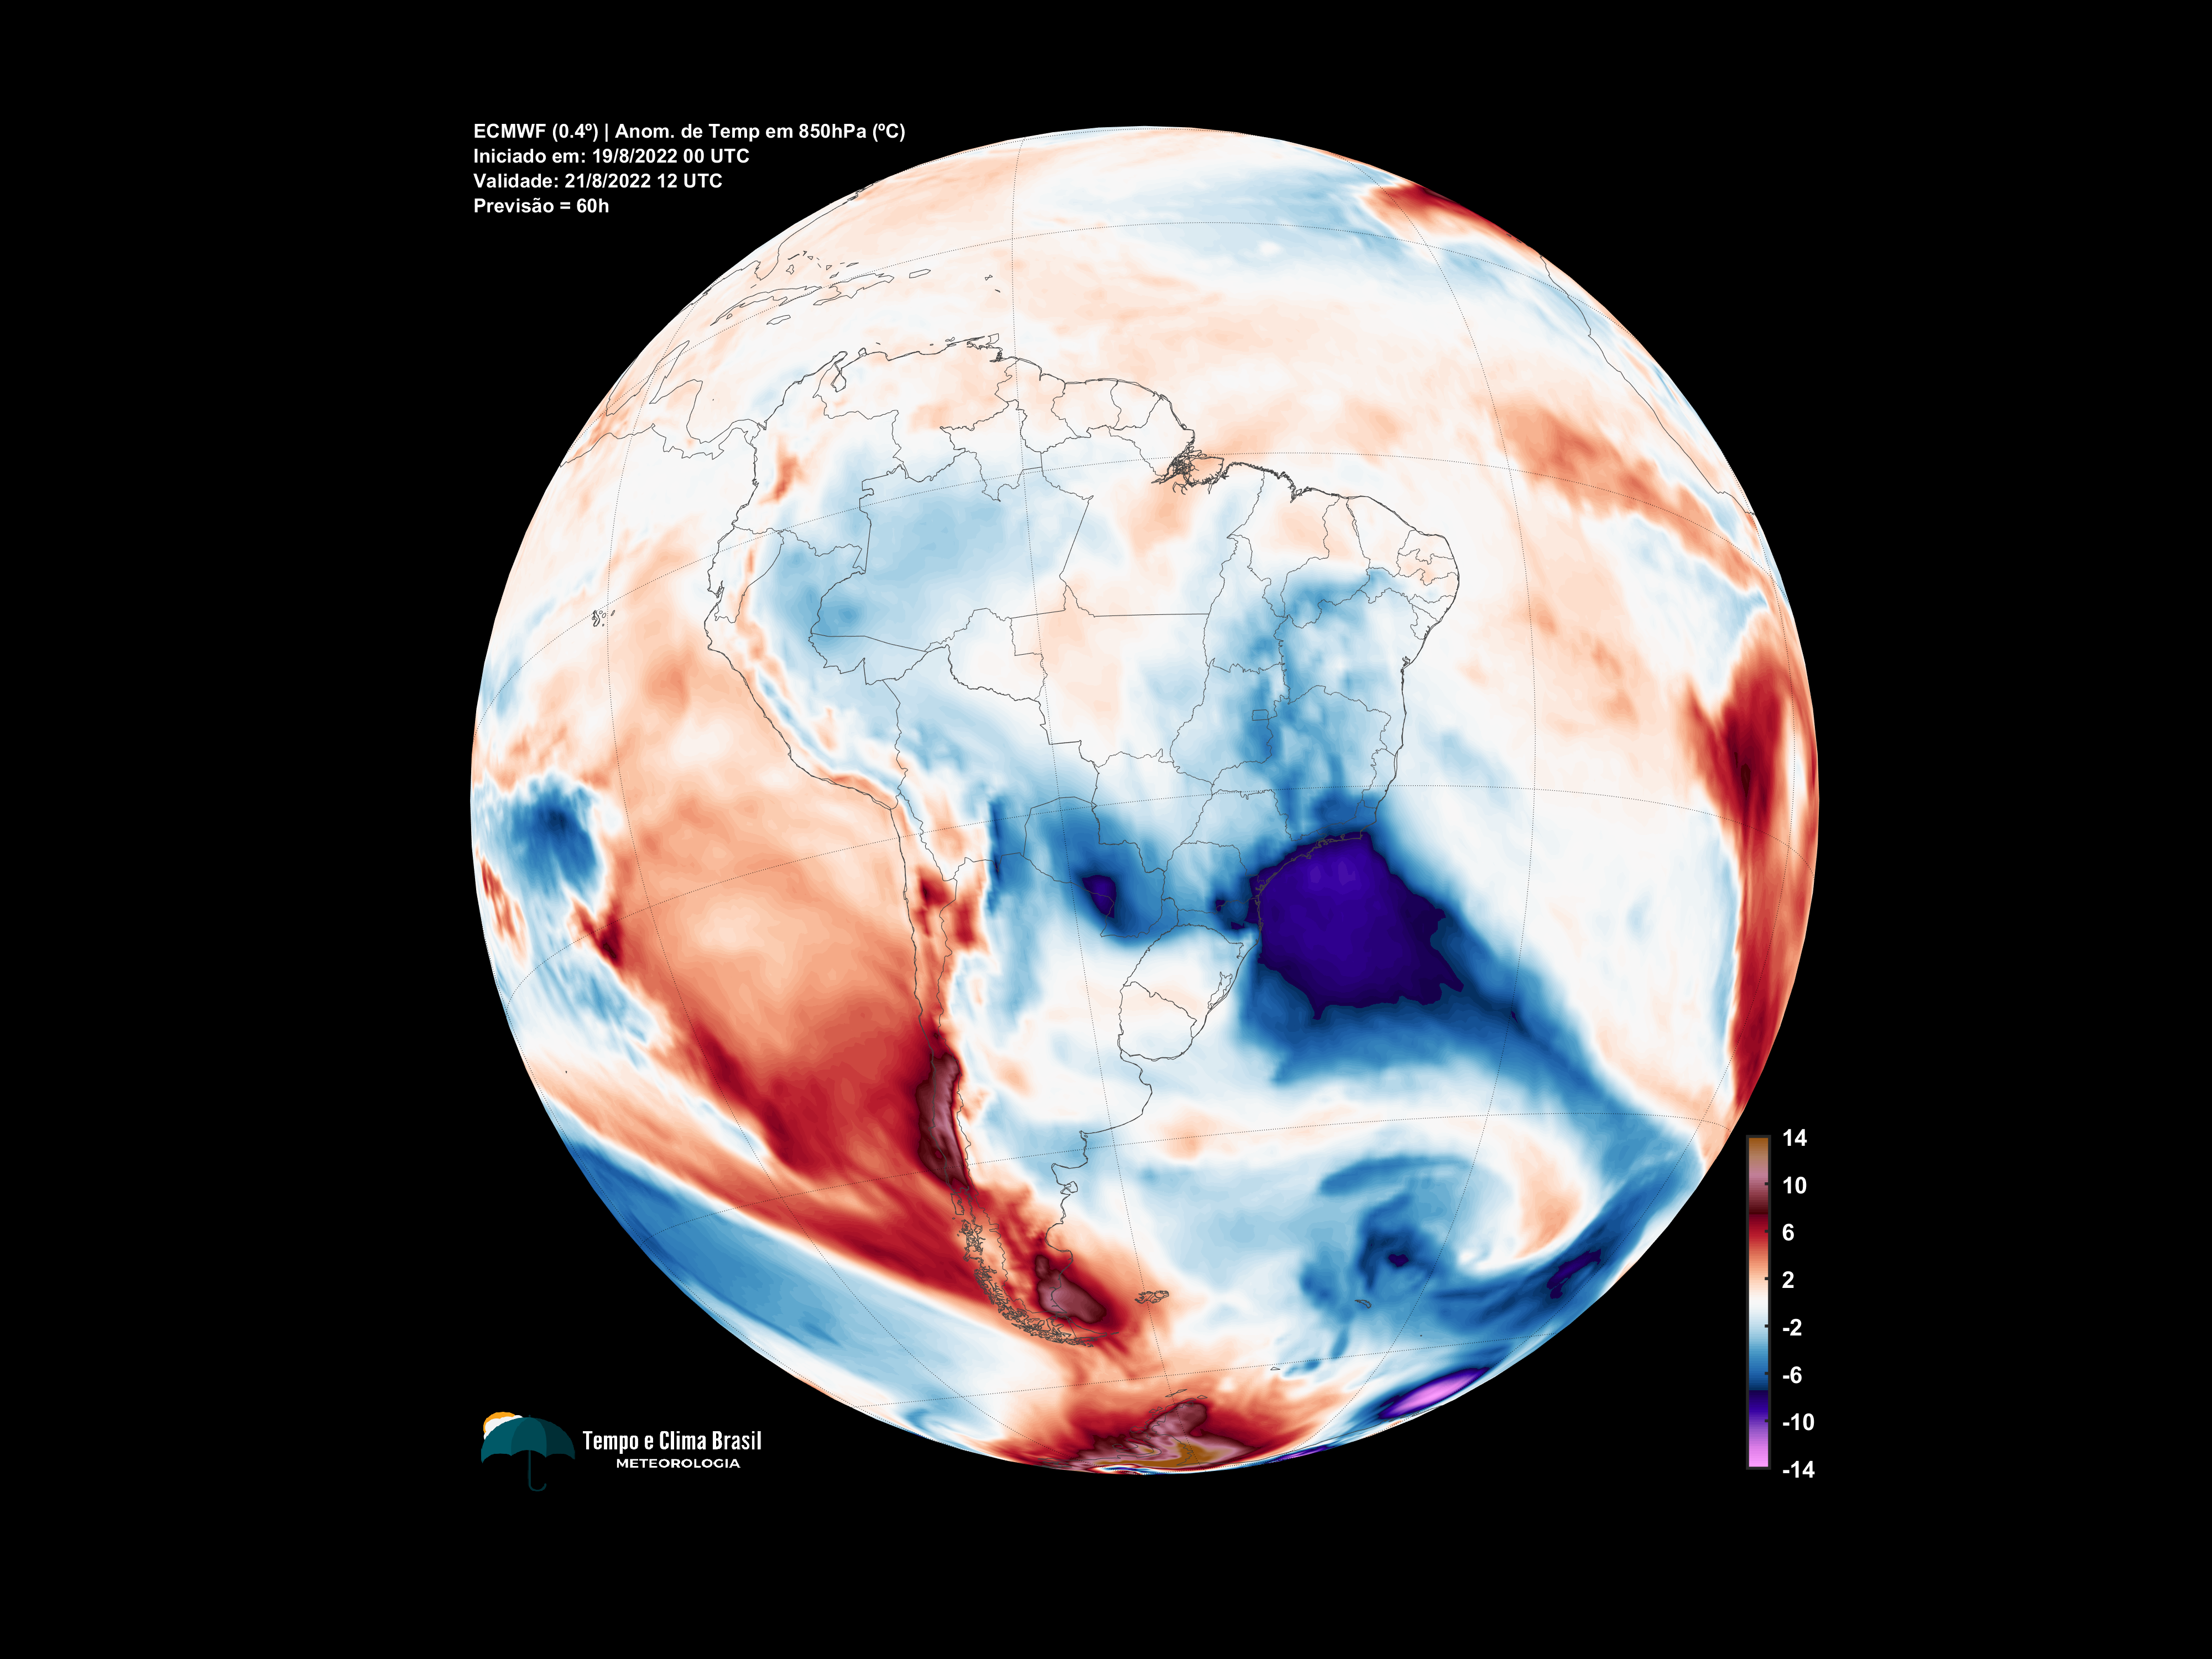 ECMWF (0.4º) | Anom. de Temp em 850hPa (ºC)
Iniciado em: 19/8/2022 00 UTC
Validade: 21/8/2022 12 UTC
Previsão = 60h
14
10
6
2
-2
-6
-10
-14
Tempo e Clima Brasil
METEOROLOGIA